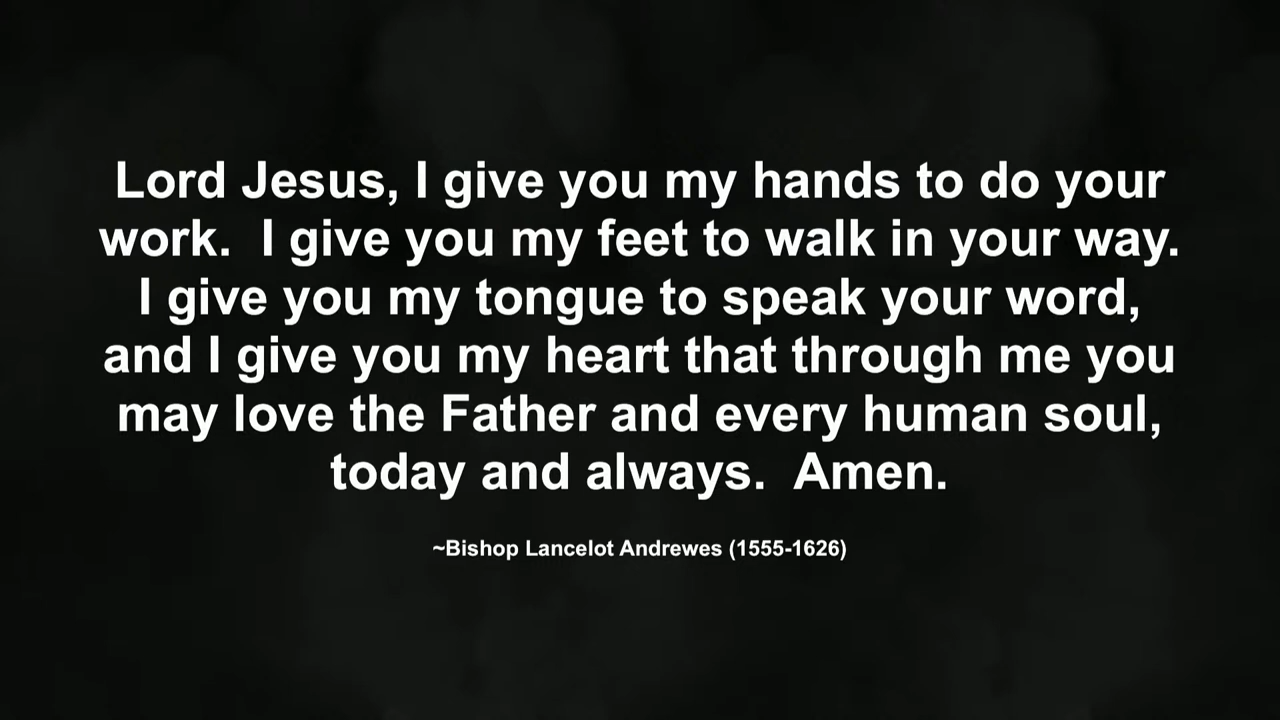 Lord Jesus, I give you my hands to do your
work.  I give you my feet to walk in your way.
I give you my tongue to speak your word,
and I give you my heart that through me you
may love the Father and every human soul,
today and always.  Amen.
~Bishop Lancelot Andrewes (1555-1626)